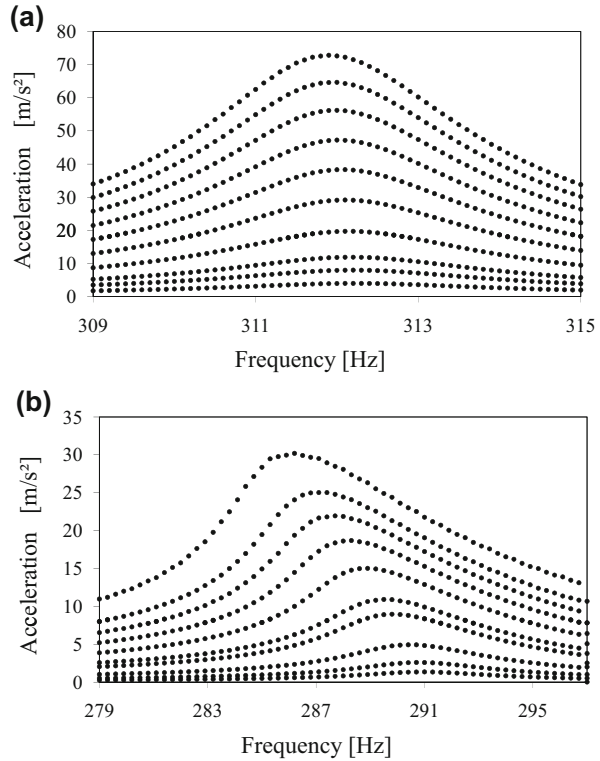 (a)
80
70
60
50
40
30
20
10
0
Acceleration [m/s²]
309 311 313 315
Frequency [Hz]
(b)
35
30
25
20
15
10
5
0
Acceleration [m/s²]
279 283 287 291 295
Frequency [Hz]